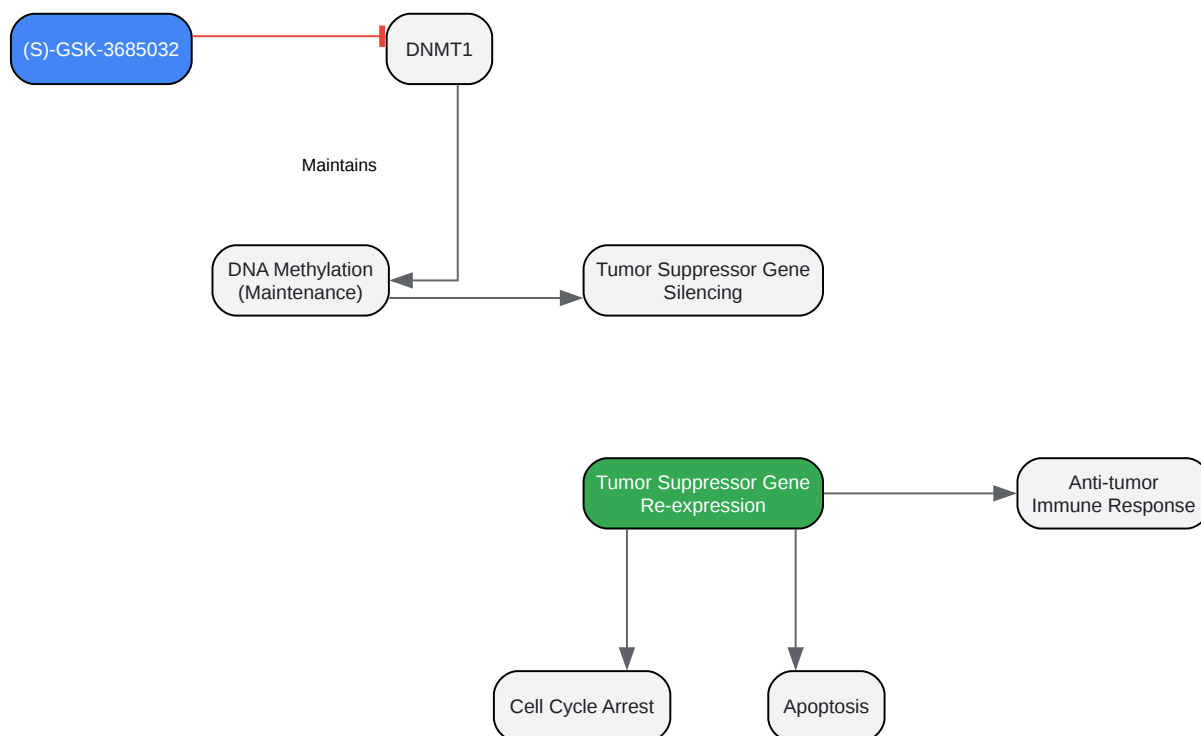 (S)-GSK-3685032
DNMT1
Maintains
DNA Methylation
(Maintenance)
Tumor Suppressor Gene
Silencing
Tumor Suppressor Gene
Re-expression
Anti-tumor
Immune Response
Cell Cycle Arrest
Apoptosis